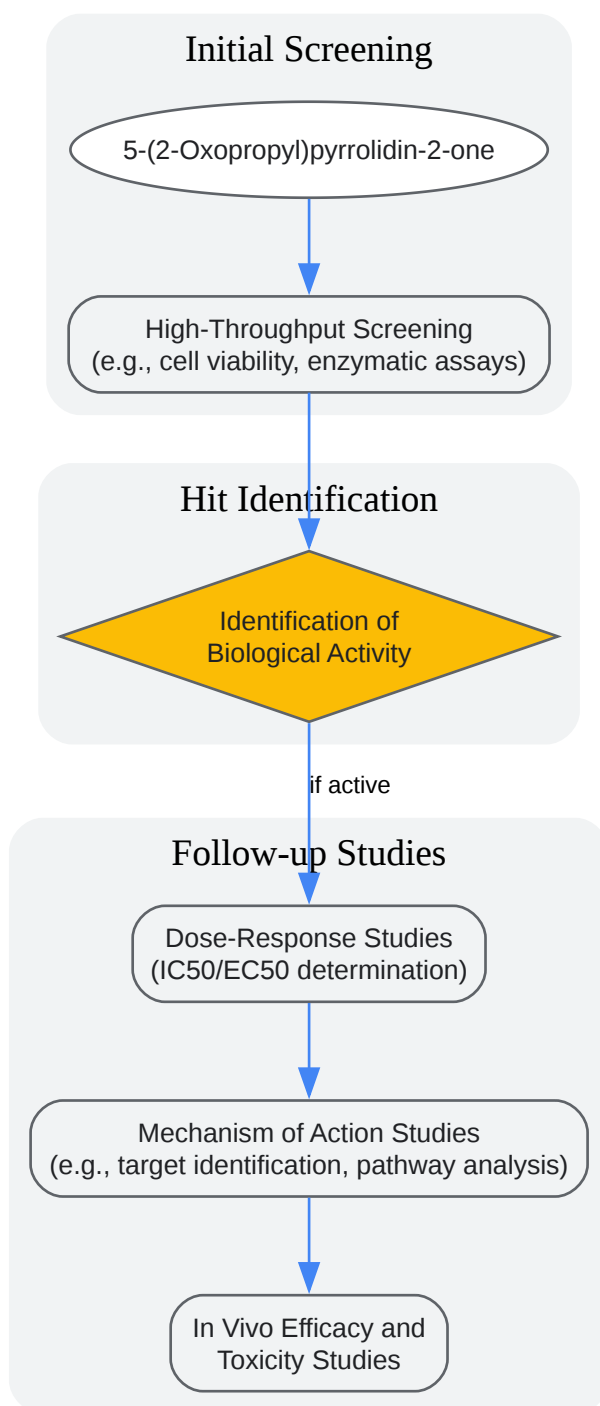 Initial Screening
5-(2-Oxopropyl)pyrrolidin-2-one
High-Throughput Screening
(e.g., cell viability, enzymatic assays)
Hit Identification
Identification of
Biological Activity
if active
Follow-up Studies
Dose-Response Studies
(IC50/EC50 determination)
Mechanism of Action Studies
(e.g., target identification, pathway analysis)
In Vivo Efficacy and
Toxicity Studies